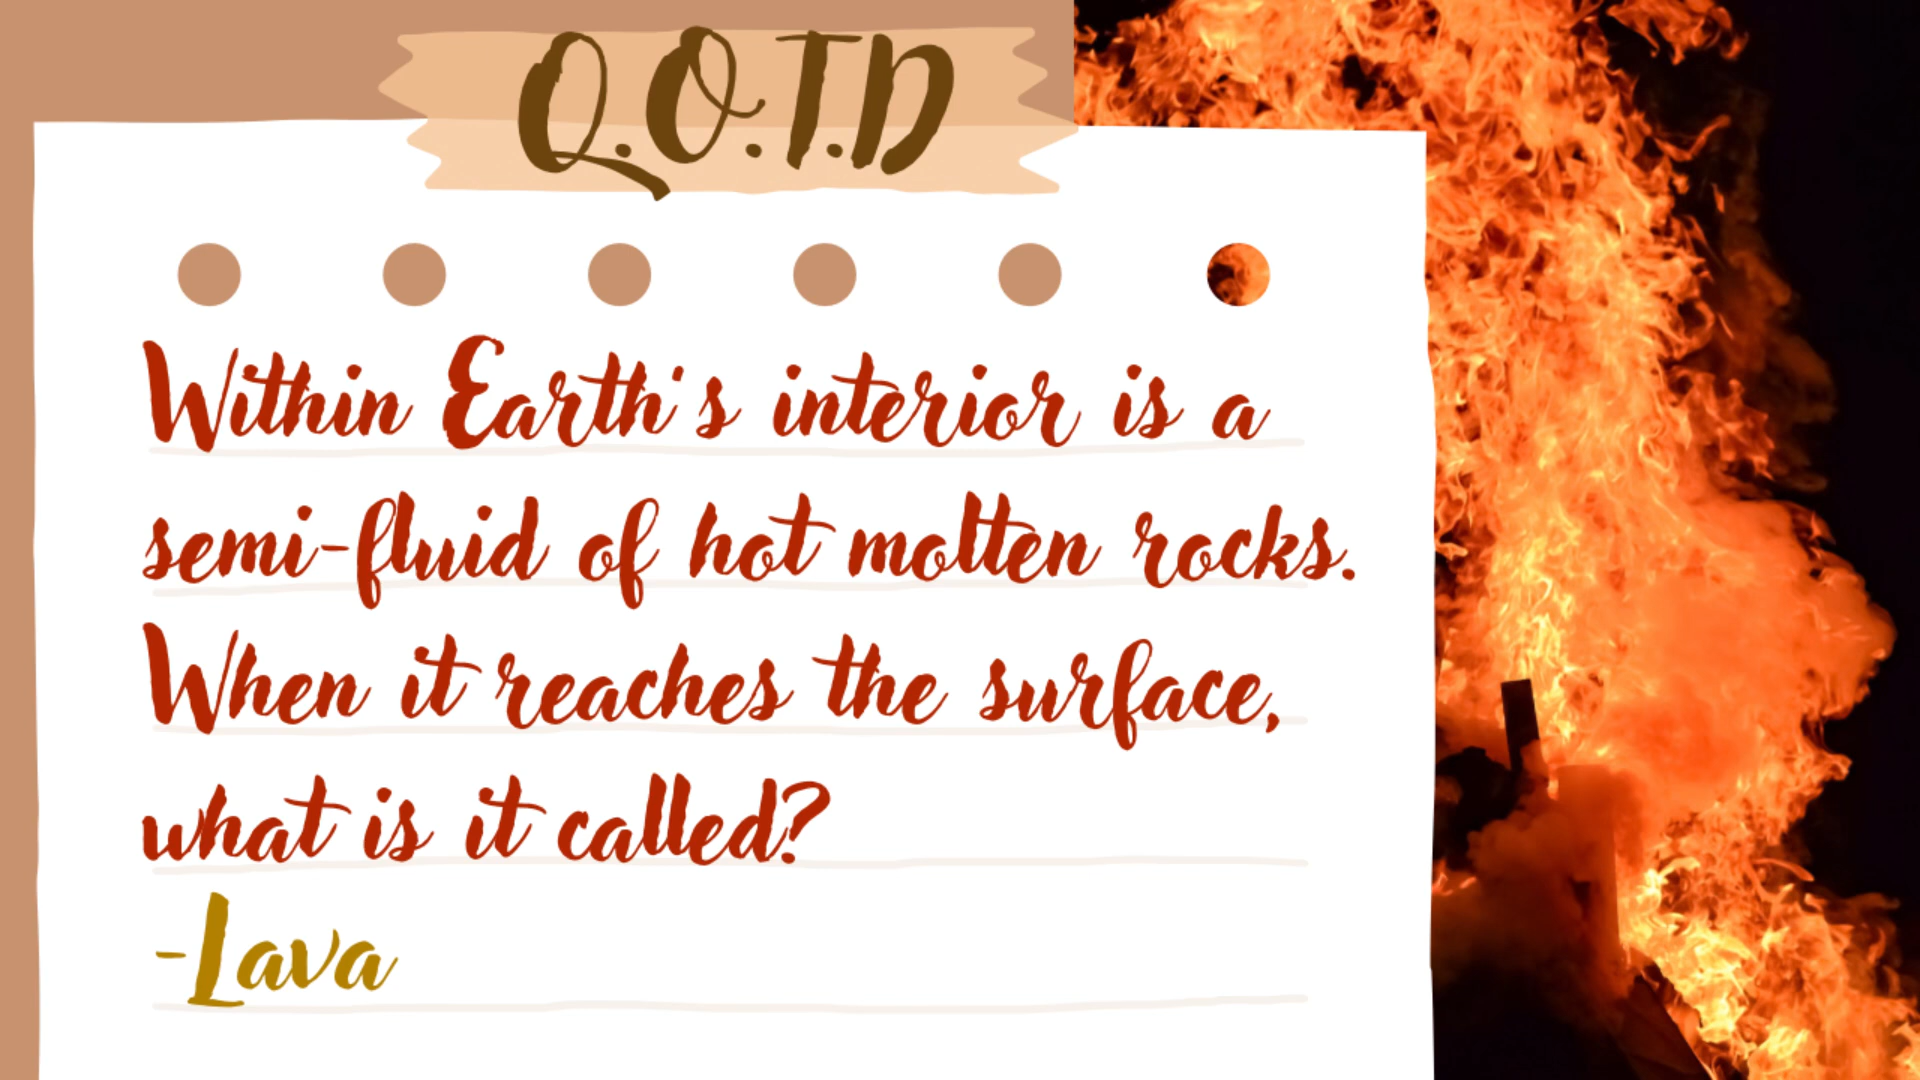 Q.O.T.D
Within Earth's interior is a
semi-fluid of hot molten rocks.
When it reaches the surface,
what is it called?
-Lava